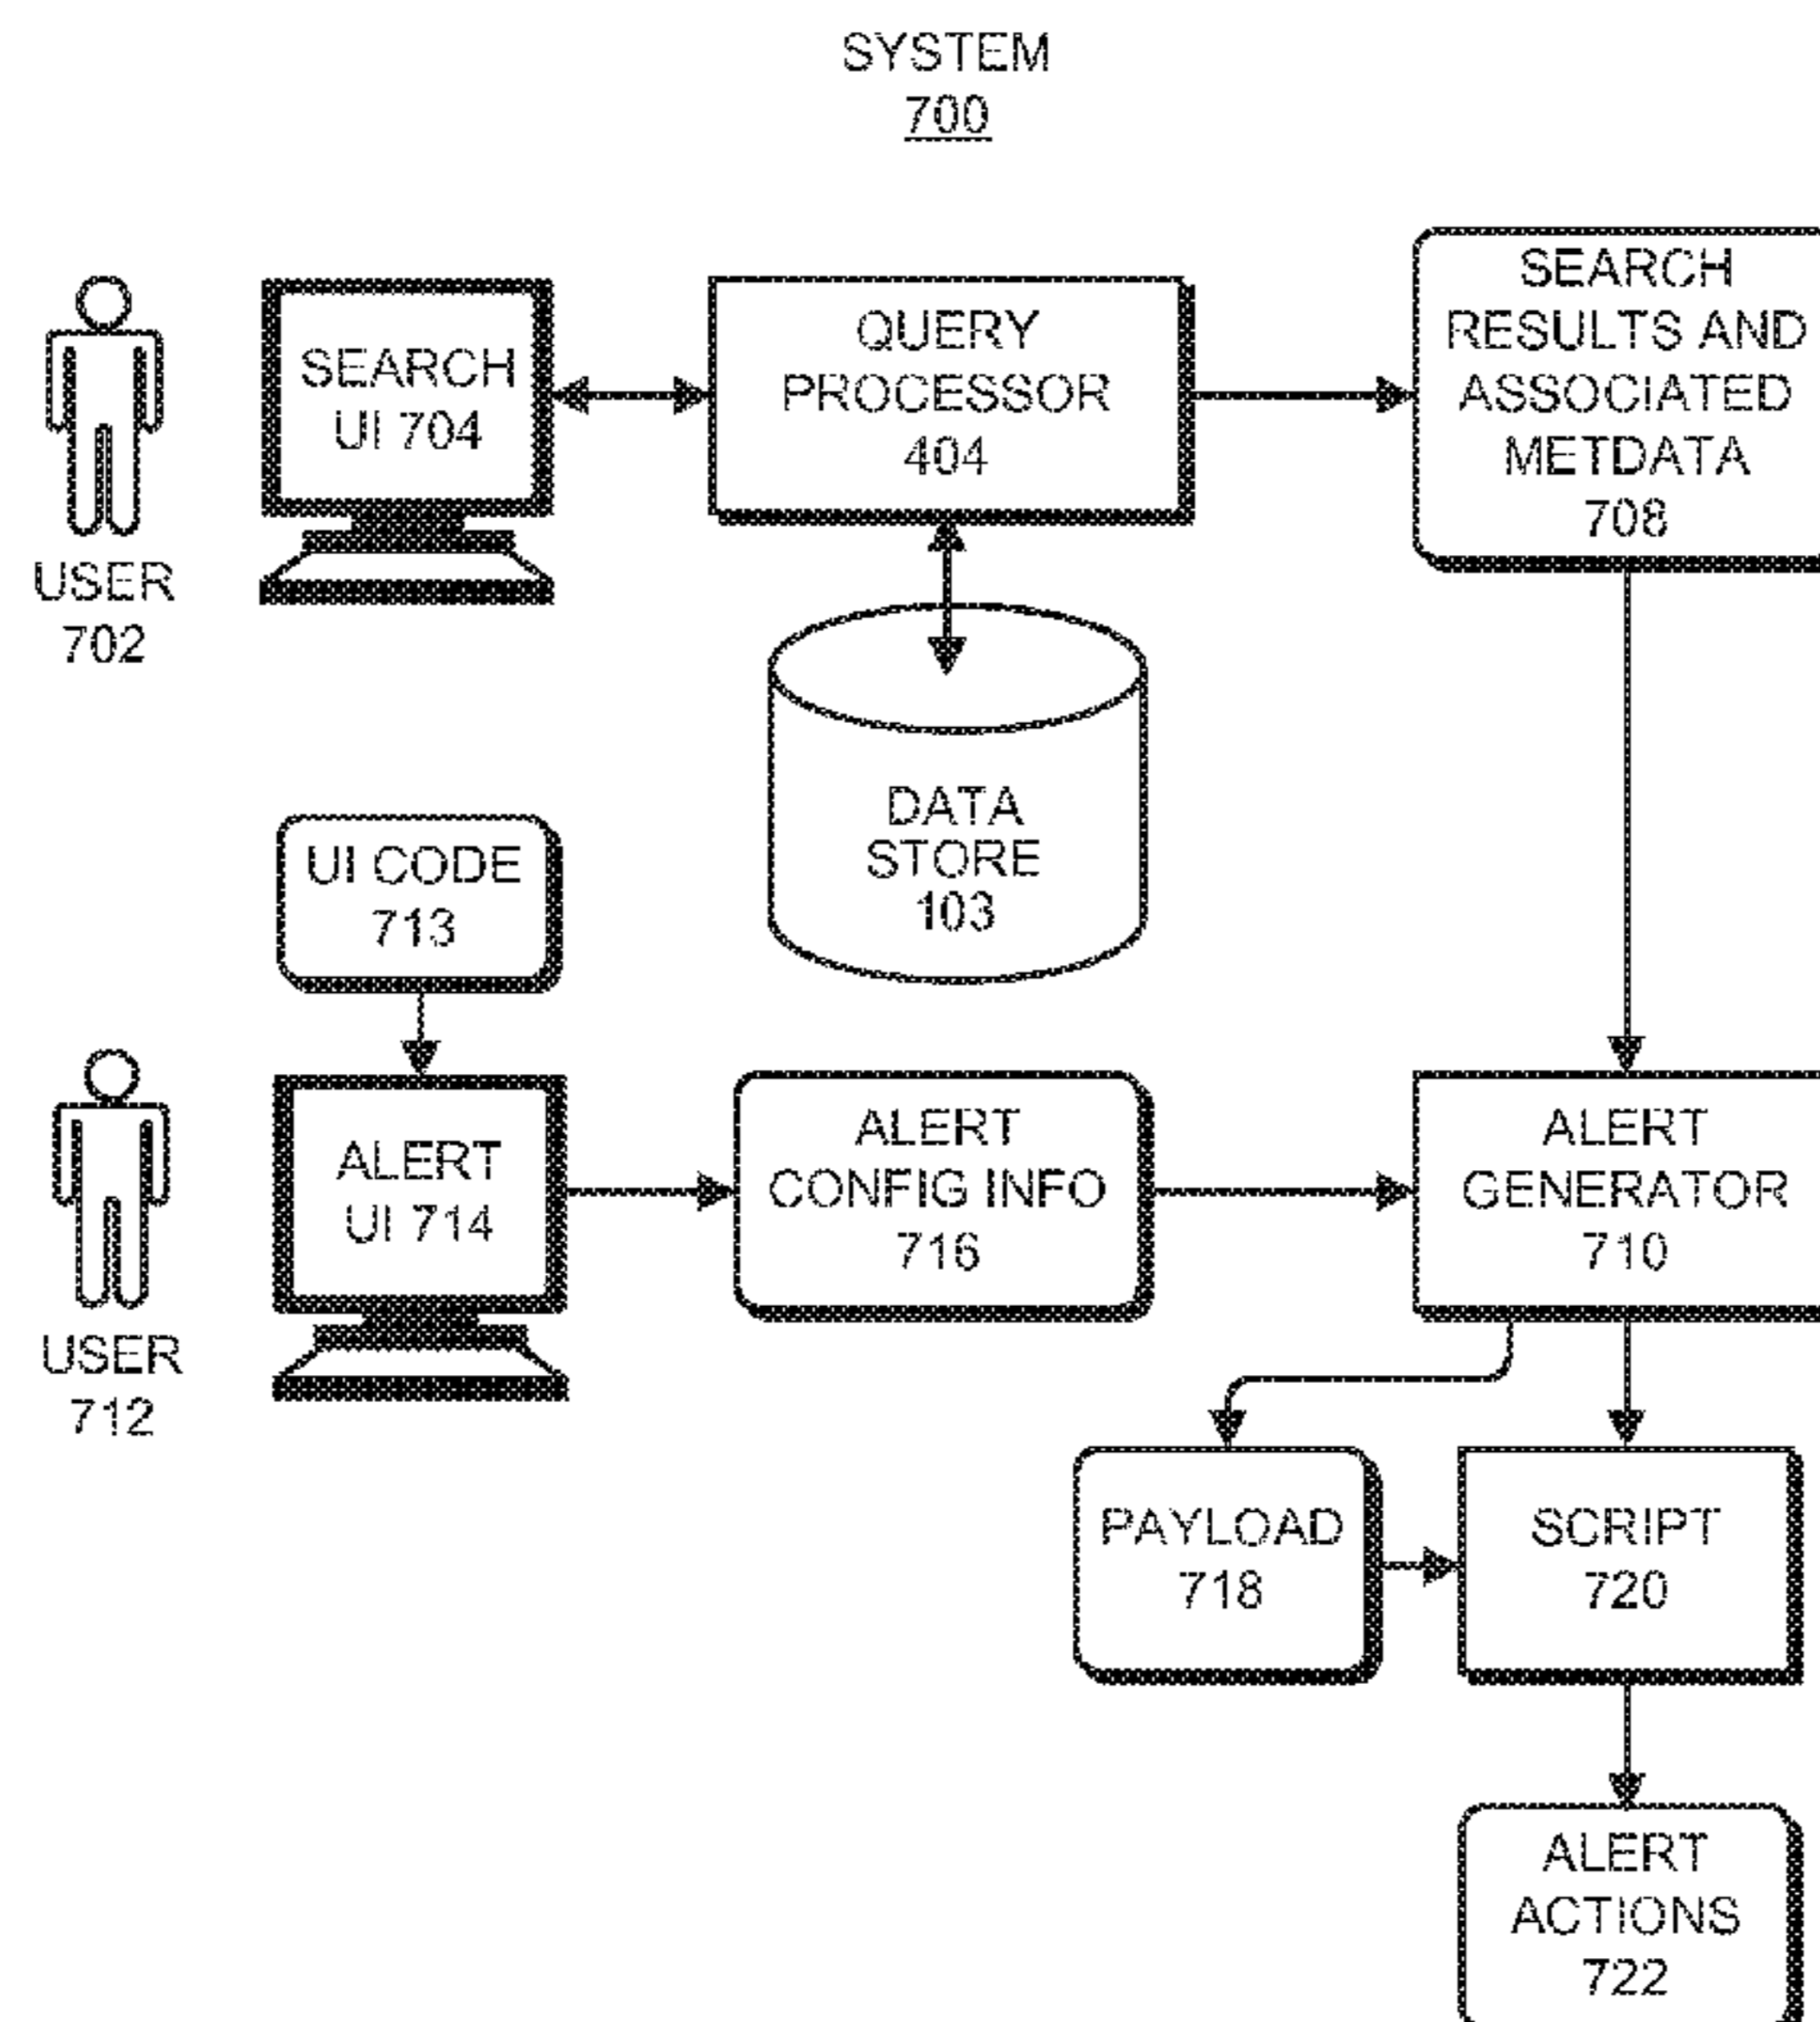 SYSTEM
700
SEARCH
UI 704
QUERY
PROCESSOR
404
SEARCH
RESULTS AND
ASSOCIATED
METDATA
708
USER
702
DATA
STORE
103
UI CODE
713
ALERT
UI 714
ALERT
CONFIG INFO
716
ALERT
GENERATOR
710
USER
712
PAYLOAD
718
SCRIPT
720
ALERT
ACTIONS
722